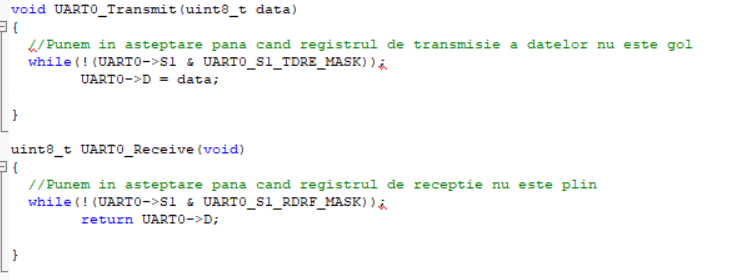 void UART0_Transmit(uint8_t data)
{
//Punem in asteptare pana cand registrul de transmisie a datelor nu este gol
while(!(UART0->S1 & UART0_S1_TDRE_MASK));
UART0->D = data;
}
uint8_t UART0_Receive(void)
{
//Punem in asteptare pana cand registrul de receptie nu este plin
while(!(UART0->S1 & UART0_S1_RDRF_MASK));
return UART0->D;
}